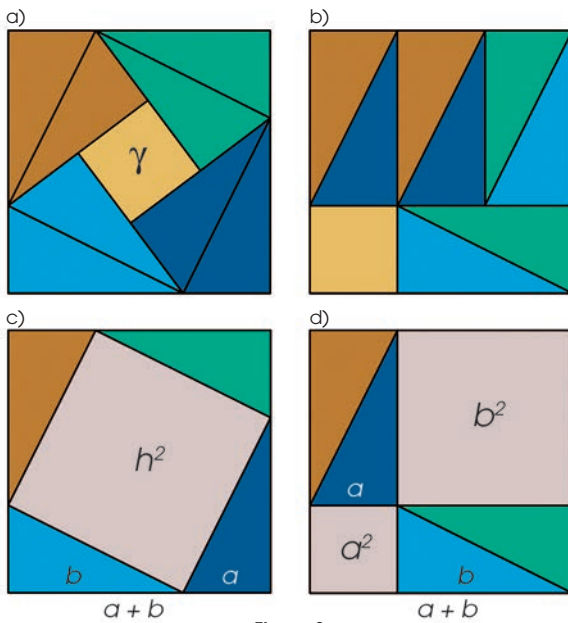 a) b)
γ
c) d)
h²
b²
a
a²
b a b
a + b a + b